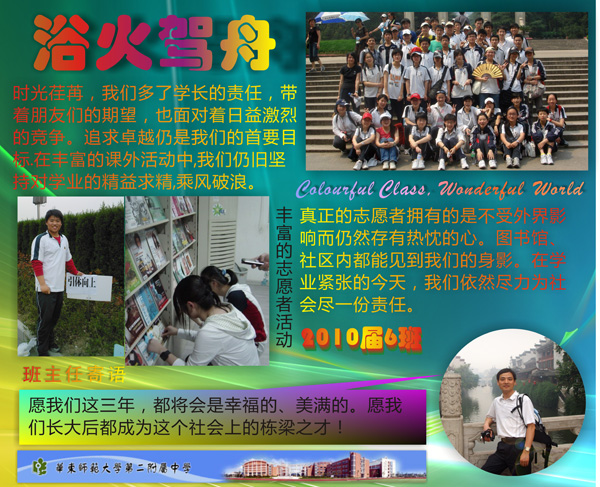 浴火驾舟
时光荏苒，我们多了学长的责任，带
着朋友们的期望，也面对着日益激烈
的竞争。追求卓越仍是我们的首要目
标.在丰富的课外活动中,我们仍旧坚
持对学业的精益求精,乘风破浪。
Colourful Class, Wonderful World
引体向上
丰富的志愿者活动
真正的志愿者拥有的是不受外界影
响而仍然存有热忱的心。图书馆、
社区内都能见到我们的身影。在学
业紧张的今天，我们依然尽力为社
会尽一份责任。
2010届6班
班主任寄语
愿我们这三年，都将会是幸福的、美满的。愿我
们长大后都成为这个社会上的栋梁之才！
華東師範大學第二附屬中學